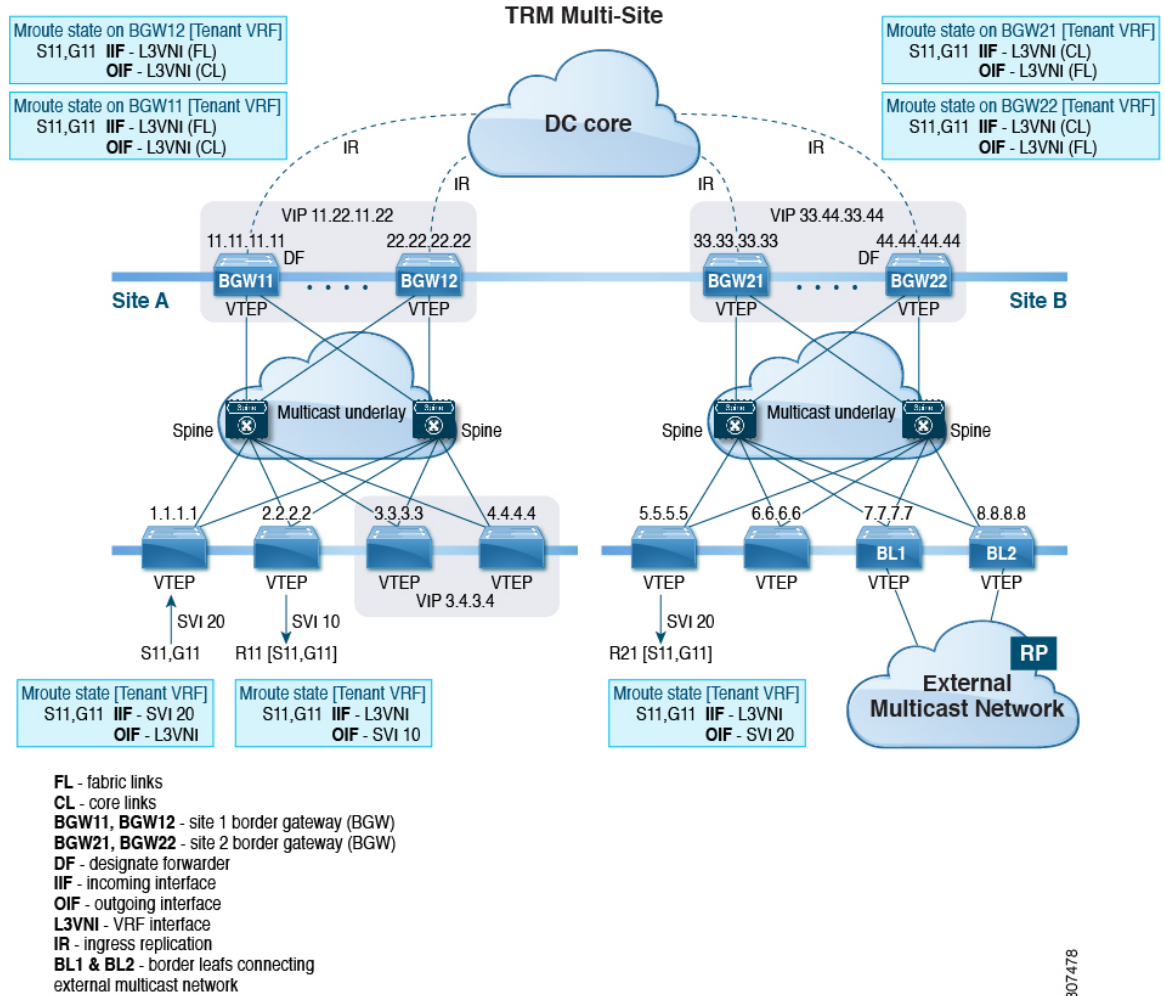 TRM Multi-Site
Mroute state on BGW12 [Tenant VRF]
S11,G11 IIF - L3VNI (FL)
OIF - L3VNI (CL)
Mroute state on BGW11 [Tenant VRF]
S11,G11 IIF - L3VNI (FL)
OIF - L3VNI (CL)
Mroute state on BGW21 [Tenant VRF]
S11,G11 IIF - L3VNI (CL)
OIF - L3VNI (FL)
Mroute state on BGW22 [Tenant VRF]
S11,G11 IIF - L3VNI (CL)
OIF - L3VNI (FL)
DC core
IR
IR
IR
IR
VIP 11.22.11.22
11.11.11.11
22.22.22.22
DF
BGW11
BGW12
VTEP
VTEP
Site A
VIP 33.44.33.44
33.33.33.33
44.44.44.44
DF
BGW21
BGW22
VTEP
VTEP
Site B
Spine
Multicast underlay
Spine
Spine
Spine
Spine
Multicast underlay
Spine
Spine
Spine
1.1.1.1
2.2.2.2
3.3.3.3
4.4.4.4
VTEP
VTEP
VTEP
VTEP
VIP 3.4.3.4
SVI 20
SVI 10
S11,G11
R11 [S11,G11]
5.5.5.5
6.6.6.6
7.7.7.7
8.8.8.8
BL1
BL2
VTEP
VTEP
VTEP
VTEP
SVI 20
R21 [S11,G11]
RP
External
Multicast Network
Mroute state [Tenant VRF]
S11,G11 IIF - SVI 20
OIF - L3VNI
Mroute state [Tenant VRF]
S11,G11 IIF - L3VNI
OIF - SVI 10
Mroute state [Tenant VRF]
S11,G11 IIF - L3VNI
OIF - SVI 20
FL - fabric links
CL - core links
BGW11, BGW12 - site 1 border gateway (BGW)
BGW21, BGW22 - site 2 border gateway (BGW)
DF - designate forwarder
IIF - incoming interface
OIF - outgoing interface
L3VNI - VRF interface
IR - ingress replication
BL1 & BL2 - border leafs connecting
external multicast network
307478